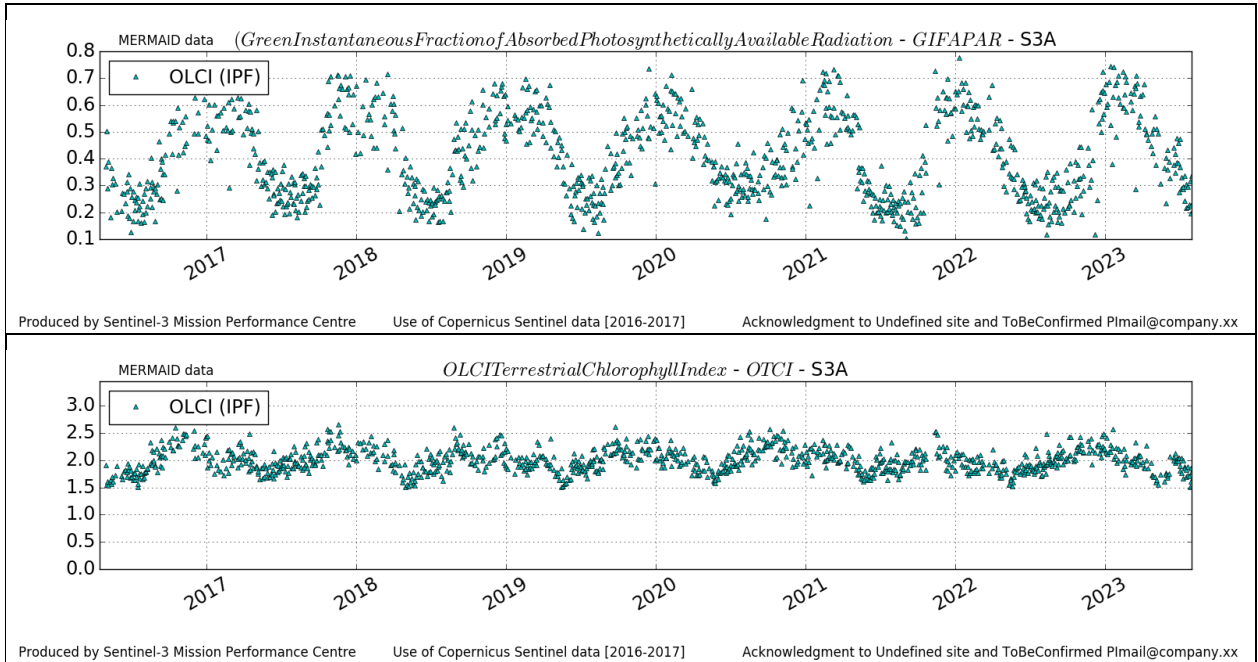 MERMAID data (GreenInstantaneousFractionofAbsorbedPhotosyntheticallyAvailableRadiation - GIFAPAR - S3A
OLCI (IPF)
0.8
0.7
0.6
0.5
0.4
0.3
0.2
0.1
2017 2018 2019 2020 2021 2022 2023
Produced by Sentinel-3 Mission Performance Centre Use of Copernicus Sentinel data [2016-2017] Acknowledgment to Undefined site and ToBeConfirmed PImail@company.xx
MERMAID data OLCITerrestrialChlorophyllIndex - OTCI - S3A
OLCI (IPF)
3.0
2.5
2.0
1.5
1.0
0.5
0.0
2017 2018 2019 2020 2021 2022 2023
Produced by Sentinel-3 Mission Performance Centre Use of Copernicus Sentinel data [2016-2017] Acknowledgment to Undefined site and ToBeConfirmed PImail@company.xx